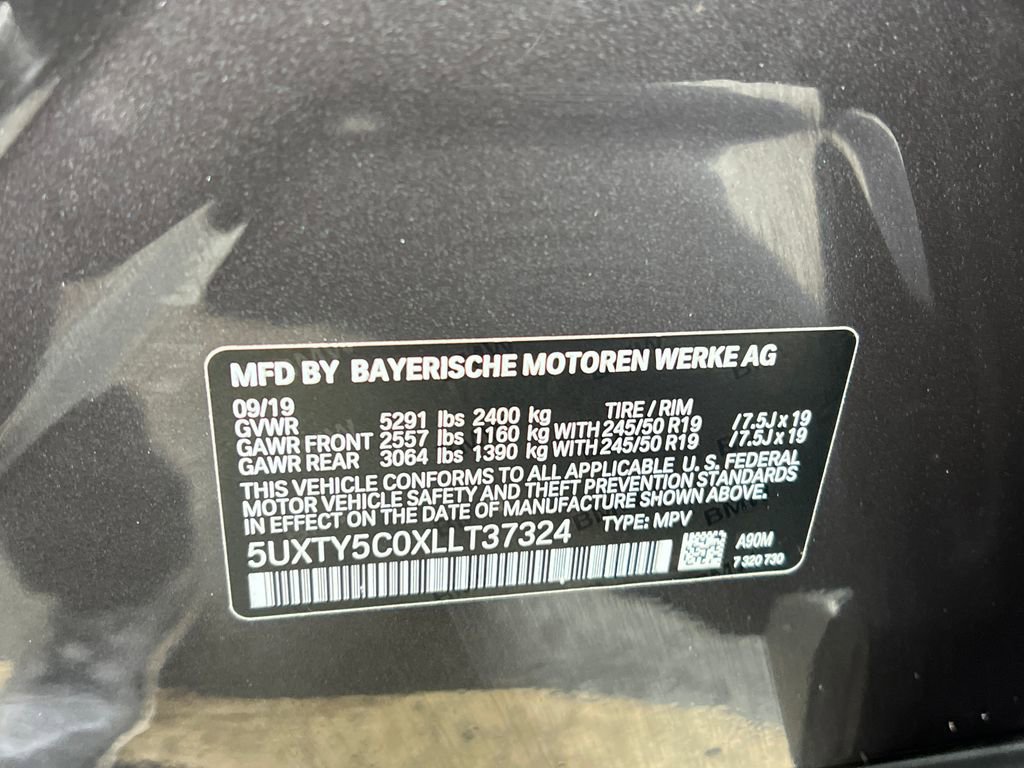 MFD BY BAYERISCHE MOTOREN WERKE AG
09/19 TIRE / RIM
GVWR 5291 lbs 2400 kg
GAWR FRONT 2557 lbs 1160 kg WITH 245/50 R19 /7.5J x 19
GAWR REAR 3064 lbs 1390 kg WITH 245/50 R19 /7.5J x 19
THIS VEHICLE CONFORMS TO ALL APPLICABLE U. S. FEDERAL
MOTOR VEHICLE SAFETY AND THEFT PREVENTION STANDARDS
IN EFFECT ON THE DATE OF MANUFACTURE SHOWN ABOVE.
5UXTY5C0XLLT37324 TYPE: MPV
A90M
7 320 730